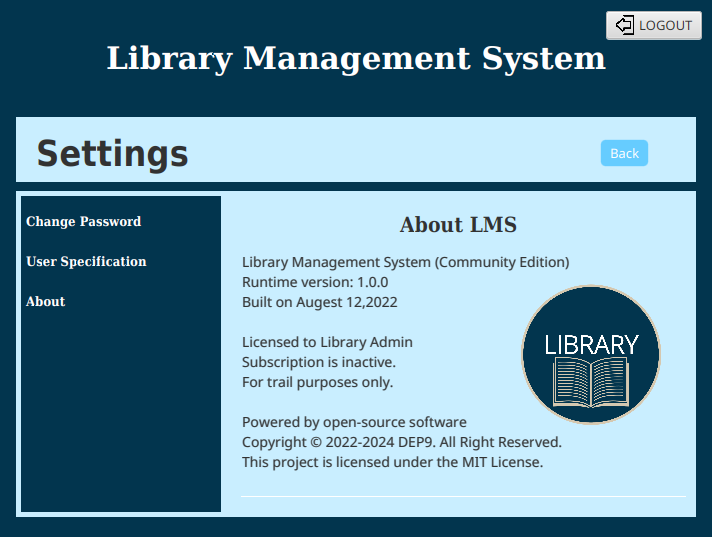 LOGOUT
Library Management System
Settings
Back
Change Password
User Specification
About
About LMS
Library Management System (Community Edition)
Runtime version: 1.0.0
Built on Augest 12,2022
Licensed to Library Admin
Subscription is inactive.
For trail purposes only.
LIBRARY
Powered by open-source software
Copyright © 2022-2024 DEP9. All Right Reserved.
This project is licensed under the MIT License.